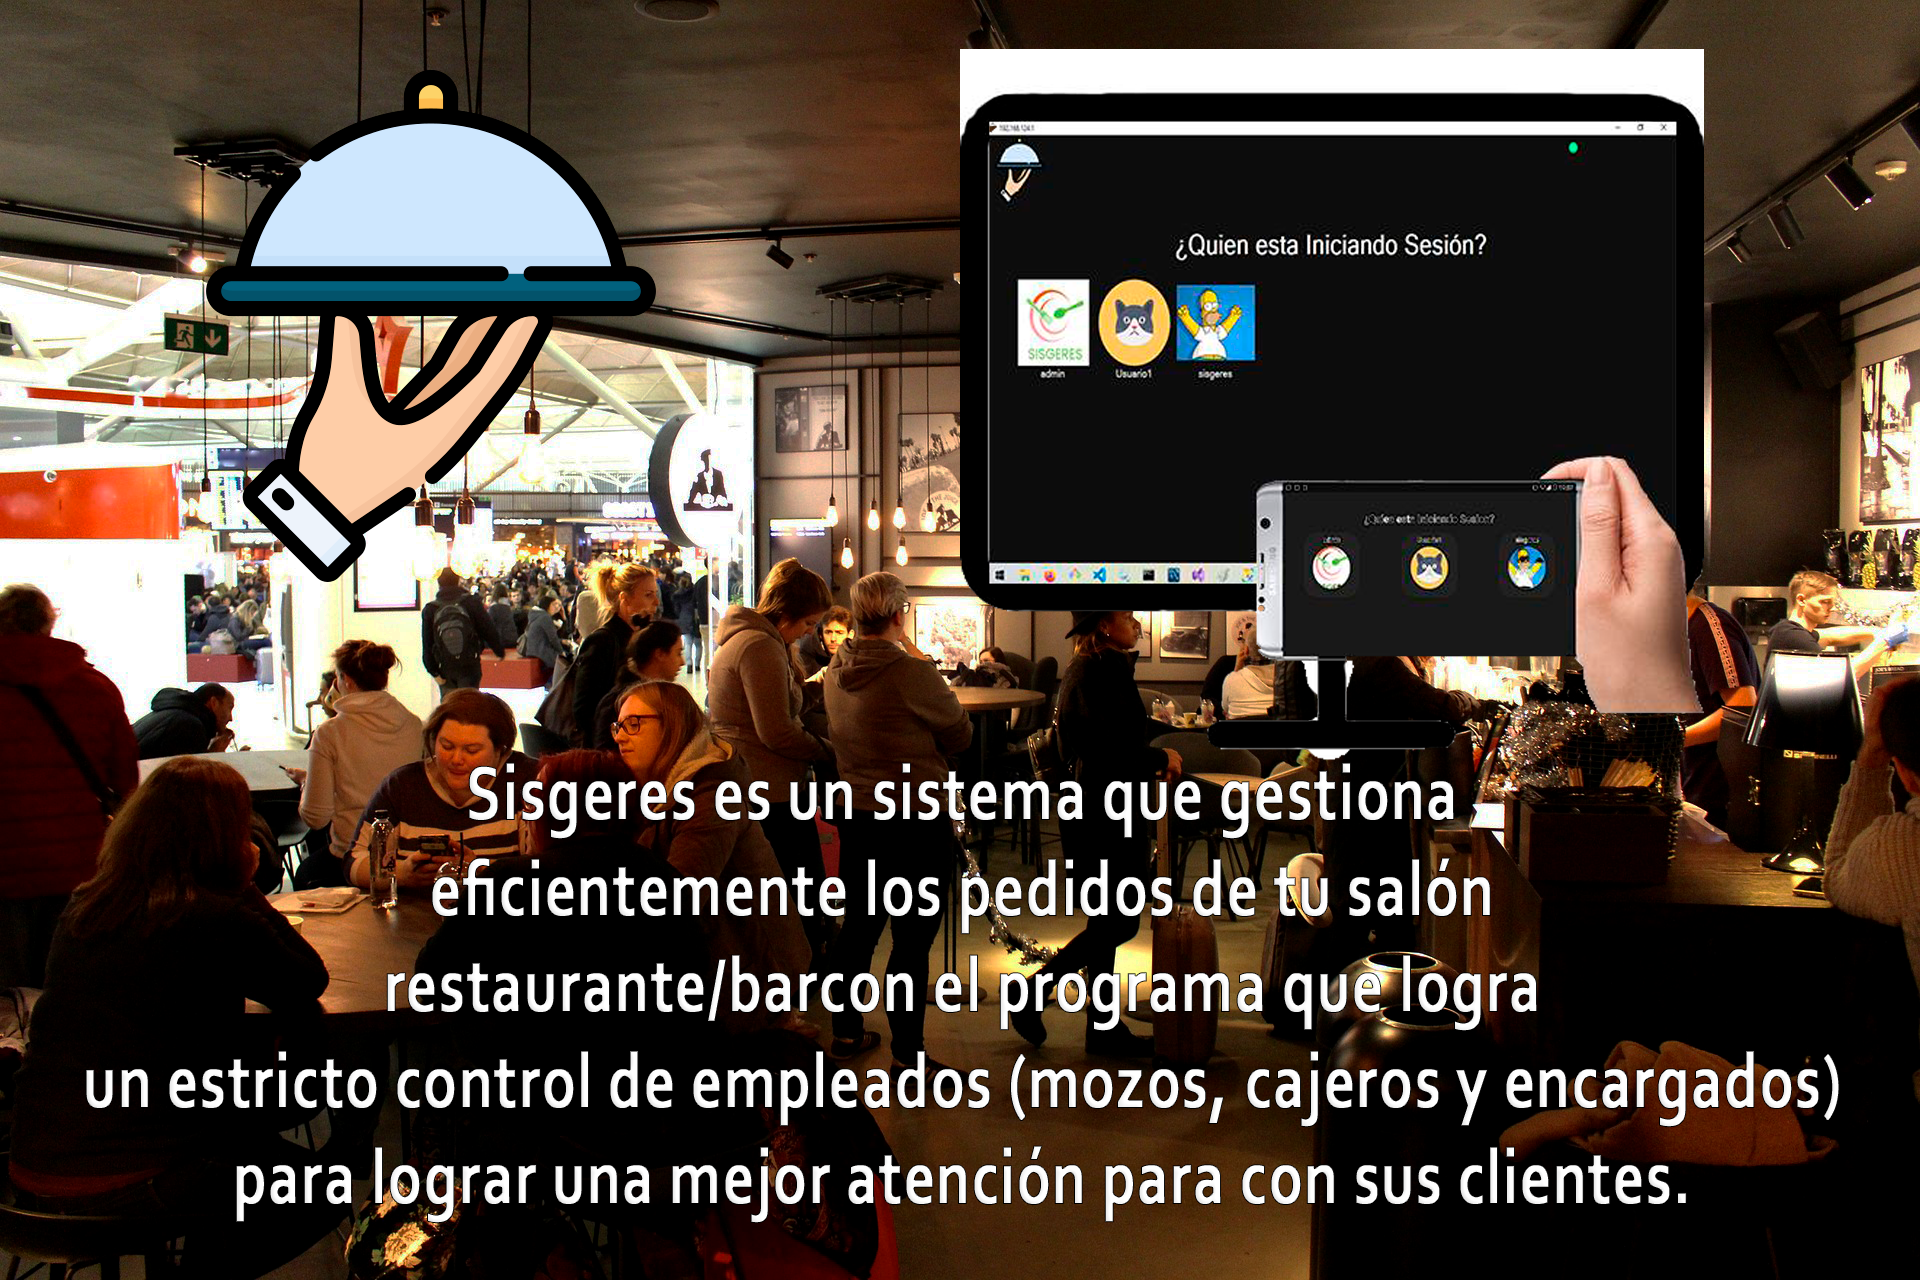 192.168.124.1
¿Quien esta Iniciando Sesión?
SISGERES
admin
Usuario1
sisgeres
¿Quien esta Iniciando Sesion?
Usuario1
sisgeres
Sisgeres es un sistema que gestiona
eficientemente los pedidos de tu salón
restaurante/barcon el programa que logra
un estricto control de empleados (mozos, cajeros y encargados)
para lograr una mejor atención para con sus clientes.